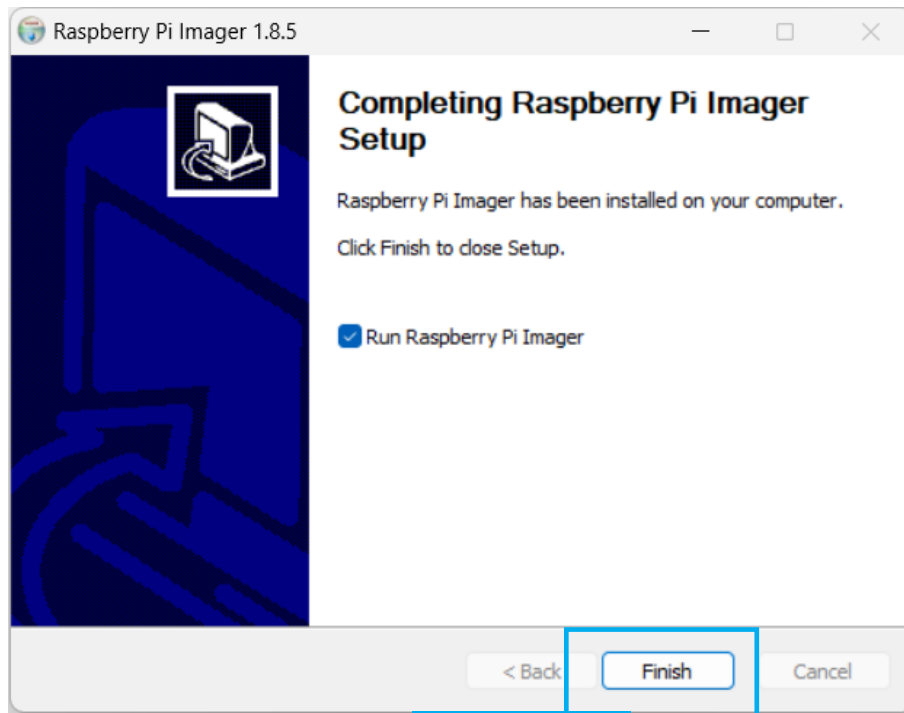 Raspberry Pi Imager 1.8.5
Completing Raspberry Pi Imager
Setup
Raspberry Pi Imager has been installed on your computer.
Click Finish to close Setup.
Run Raspberry Pi Imager
< Back
Finish
Cancel